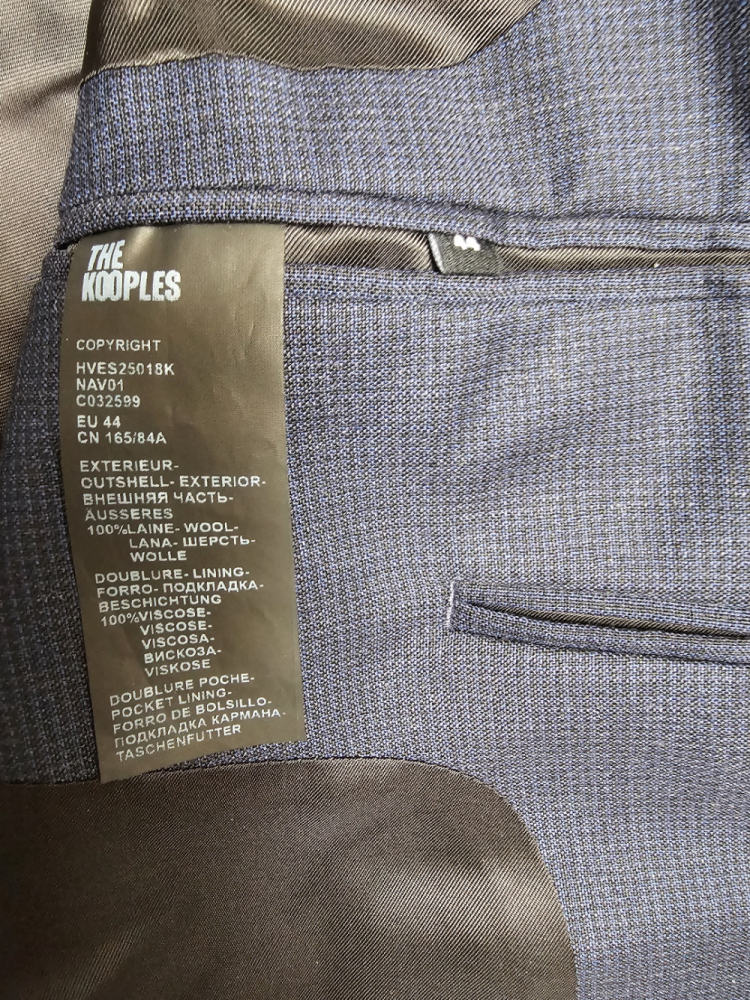 THE
KOOPLES
44
COPYRIGHT
HVES25018K
NAV01
C032599
EU 44
CN 165/84A
EXTERIEUR-
OUTSHELL- EXTERIOR-
ВНЕШНЯЯ ЧАСТЬ-
ÄUSSERES
100%LAINE- WOOL-
LANA- ШЕРСТЬ-
WOLLE
DOUBLURE- LINING-
FORRO- ПОДКЛАДКА-
BESCHICHTUNG
100%VISCOSE-
VISCOSE-
VISCOSA-
ВИСКОЗА-
VISKOSE
DOUBLURE POCHE-
POCKET LINING-
FORRO DE BOLSILLO-
ПОДКЛАДКА КАРМАНА-
TASCHENFUTTER